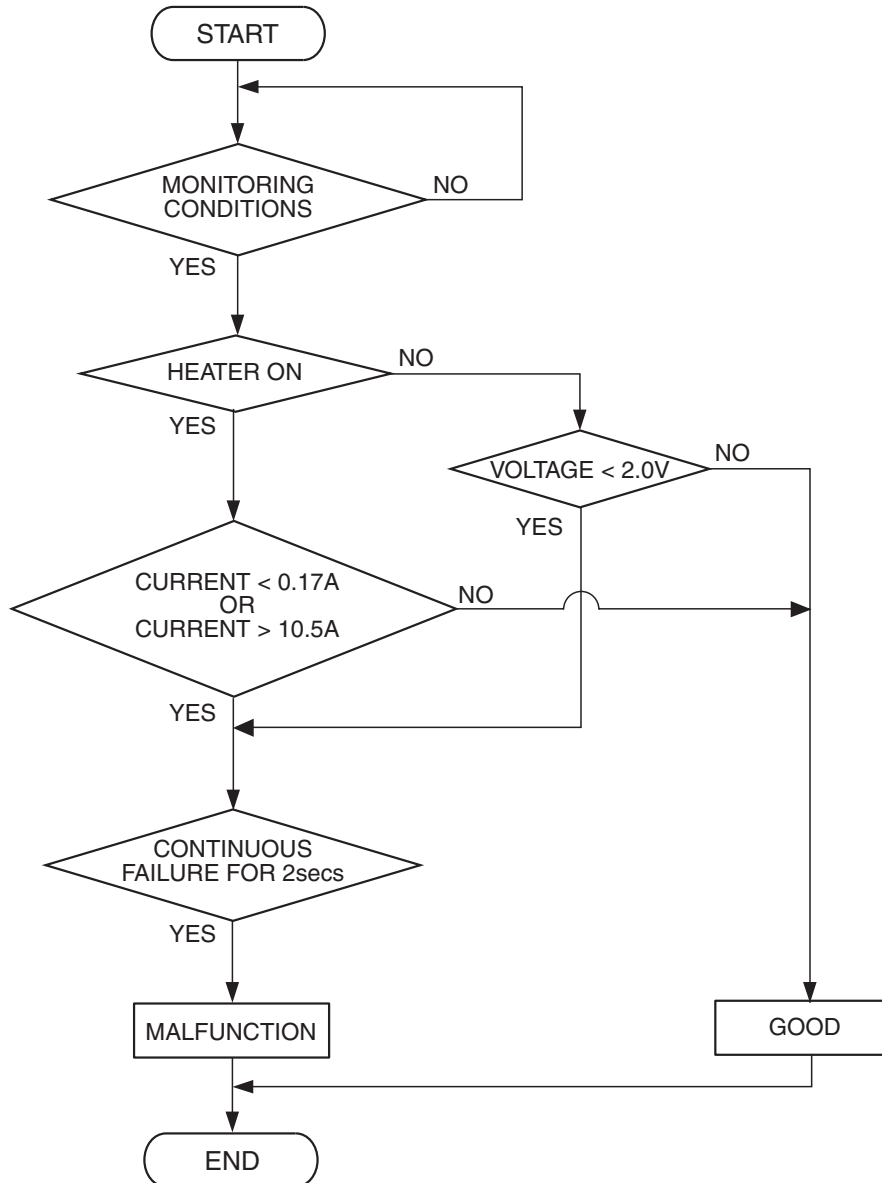 START
MONITORING
CONDITIONS
NO
YES
HEATER ON
NO
YES
VOLTAGE < 2.0V
NO
YES
CURRENT < 0.17A
OR
CURRENT > 10.5A
NO
YES
CONTINUOUS
FAILURE FOR 2secs
YES
MALFUNCTION
GOOD
END